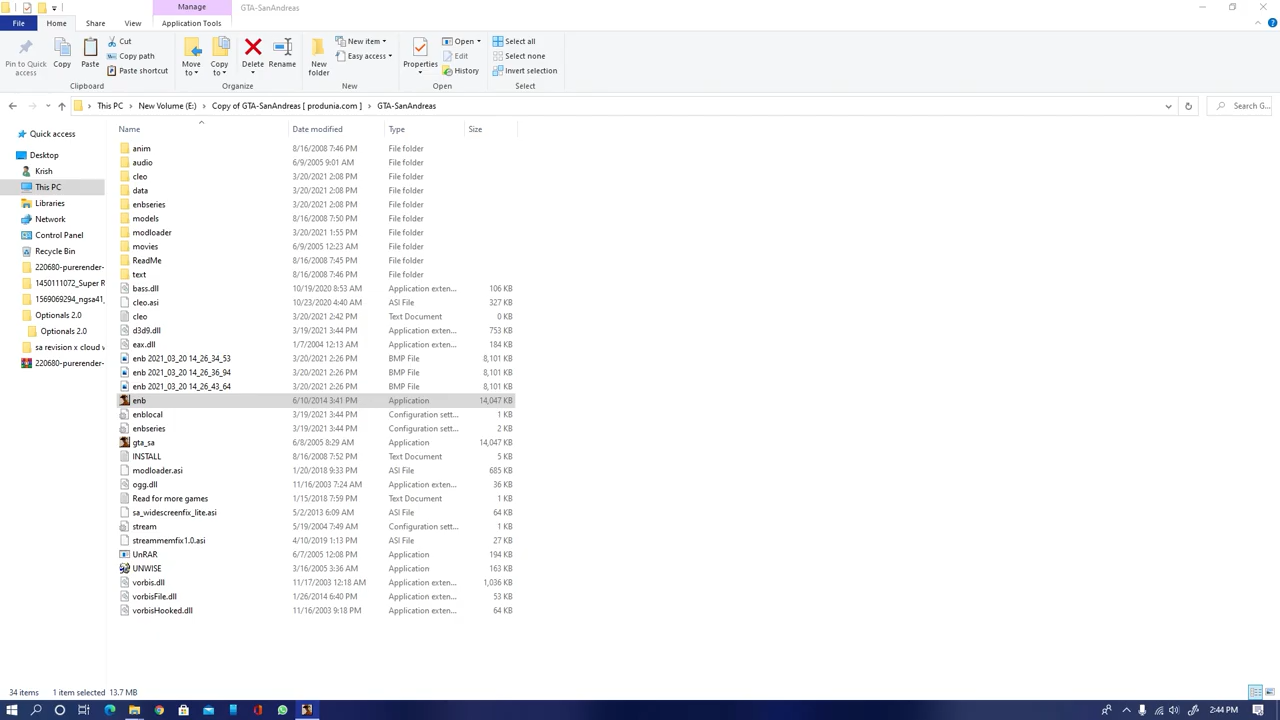 Manage
GTA-SanAndreas
File Home Share View Application Tools
Pin to Quick access
Copy
Paste
Cut
Copy path
Paste shortcut
Clipboard
Move to
Copy to
Delete
Rename
Organize
New folder
New item
Easy access
New
Properties
Open
Edit
History
Open
Select all
Select none
Invert selection
Select
This PC New Volume (E:) Copy of GTA-SanAndreas [ produnia.com ] GTA-SanAndreas
Search G...
Quick access
Desktop
Krish
This PC
Libraries
Network
Control Panel
Recycle Bin
220680-purerender-
1450111072_Super R
1569069294_ngsa41_
Optionals 2.0
Optionals 2.0
sa revision x cloud w
220680-purerender-
Name Date modified Type Size
anim 8/16/2008 7:46 PM File folder
audio 6/9/2005 9:01 AM File folder
cleo 3/20/2021 2:08 PM File folder
data 3/20/2021 2:08 PM File folder
enbseries 3/20/2021 2:08 PM File folder
models 8/16/2008 7:50 PM File folder
modloader 3/20/2021 1:55 PM File folder
movies 6/9/2005 12:23 AM File folder
ReadMe 8/16/2008 7:45 PM File folder
text 8/16/2008 7:46 PM File folder
bass.dll 10/19/2020 8:53 AM Application exten... 106 KB
cleo.asi 10/23/2020 4:40 AM ASI File 327 KB
cleo 3/20/2021 2:42 PM Text Document 0 KB
d3d9.dll 3/19/2021 3:44 PM Application exten... 753 KB
eax.dll 1/7/2004 12:13 AM Application exten... 184 KB
enb 2021_03_20 14_26_34_53 3/20/2021 2:26 PM BMP File 8,101 KB
enb 2021_03_20 14_26_36_94 3/20/2021 2:26 PM BMP File 8,101 KB
enb 2021_03_20 14_26_43_64 3/20/2021 2:26 PM BMP File 8,101 KB
enb 6/10/2014 3:41 PM Application 14,047 KB
enblocal 3/19/2021 3:44 PM Configuration sett... 1 KB
enbseries 3/19/2021 3:44 PM Configuration sett... 2 KB
gta_sa 6/8/2005 8:29 AM Application 14,047 KB
INSTALL 8/16/2008 7:52 PM Text Document 5 KB
modloader.asi 1/20/2018 9:33 PM ASI File 685 KB
ogg.dll 11/16/2003 7:24 AM Application exten... 36 KB
Read for more games 1/15/2018 7:59 PM Text Document 1 KB
sa_widescreenfix_lite.asi 5/2/2013 6:09 AM ASI File 64 KB
stream 5/19/2004 7:49 AM Configuration sett... 1 KB
streammemfix1.0.asi 4/10/2019 1:13 PM ASI File 27 KB
UnRAR 6/7/2005 12:08 PM Application 194 KB
UNWISE 3/16/2005 3:36 AM Application 163 KB
vorbis.dll 11/17/2003 12:18 AM Application exten... 1,036 KB
vorbisFile.dll 1/26/2014 6:40 PM Application exten... 53 KB
vorbisHooked.dll 11/16/2003 9:18 PM Application exten... 64 KB
34 items 1 item selected 13.7 MB
2:44 PM